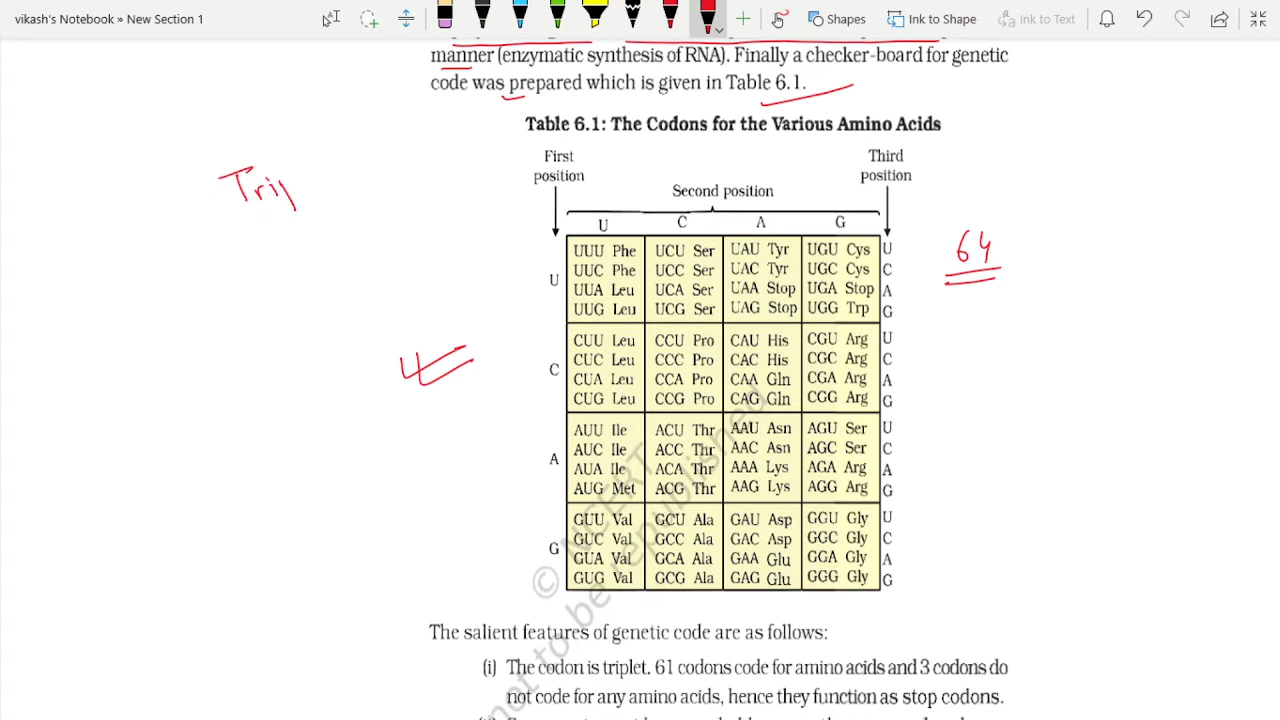 vikash's Notebook » New Section 1
Shapes
Ink to Shape
Ink to Text
manner (enzymatic synthesis of RNA). Finally a checker-board for genetic
code was prepared which is given in Table 6.1.
Table 6.1: The Codons for the Various Amino Acids
First position
Third position
Second position
U C A G
U
UUU Phe UCU Ser UAU Tyr UGU Cys U
UUC Phe UCC Ser UAC Tyr UGC Cys C
UUA Leu UCA Ser UAA Stop UGA Stop A
UUG Leu UCG Ser UAG Stop UGG Trp G
C
CUU Leu CCU Pro CAU His CGU Arg U
CUC Leu CCC Pro CAC His CGC Arg C
CUA Leu CCA Pro CAA Gln CGA Arg A
CUG Leu CCG Pro CAG Gln CGG Arg G
A
AUU Ile ACU Thr AAU Asn AGU Ser U
AUC Ile ACC Thr AAC Asn AGC Ser C
AUA Ile ACA Thr AAA Lys AGA Arg A
AUG Met ACG Thr AAG Lys AGG Arg G
G
GUU Val GCU Ala GAU Asp GGU Gly U
GUC Val GCC Ala GAC Asp GGC Gly C
GUA Val GCA Ala GAA Glu GGA Gly A
GUG Val GCG Ala GAG Glu GGG Gly G
64
© NCERT
not to be republished
The salient features of genetic code are as follows:
(i) The codon is triplet. 61 codons code for amino acids and 3 codons do
not code for any amino acids, hence they function as stop codons.